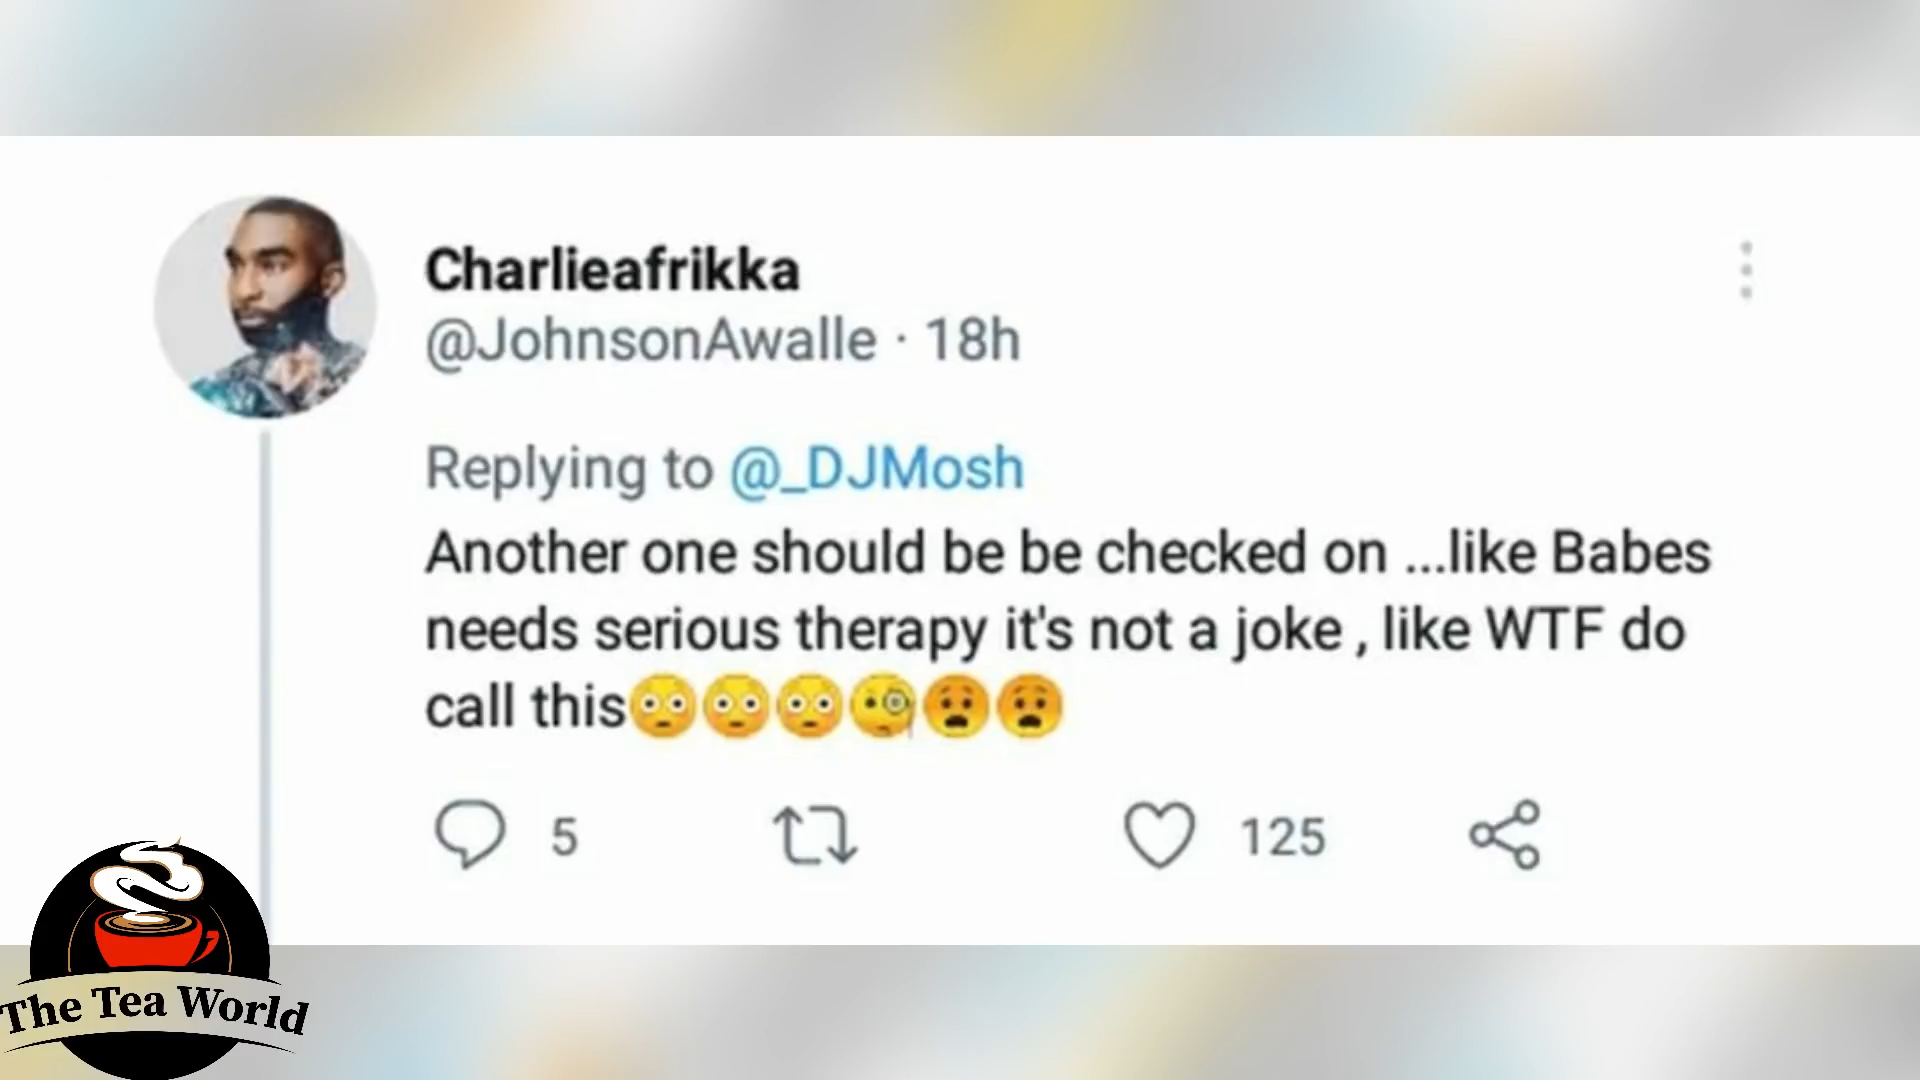 Charlieafrikka
@JohnsonAwalle · 18h
Replying to @_DJMosh
Another one should be be checked on ...like Babes
needs serious therapy it's not a joke , like WTF do
call this😳😳😳🧐😧😧
5 125
The Tea World